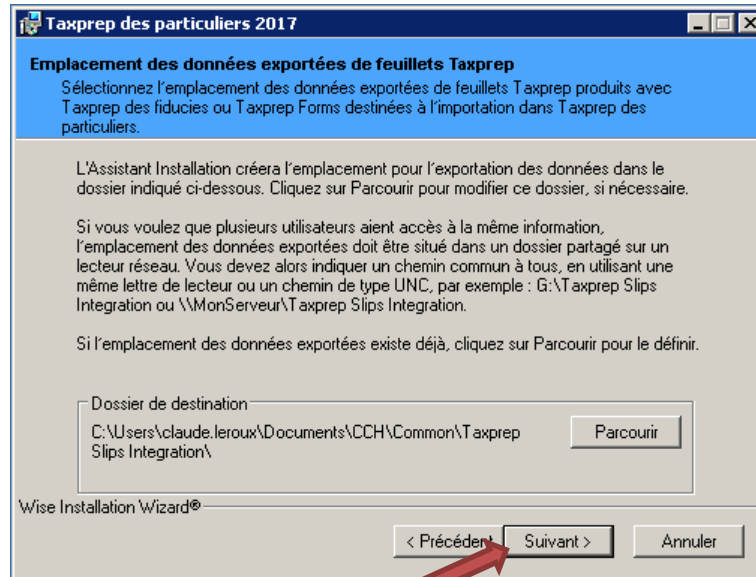 Taxprep des particuliers 2017
Emplacement des données exportées de feuillets Taxprep
Sélectionnez l'emplacement des données exportées de feuillets Taxprep produits avec
Taxprep des fiducies ou Taxprep Forms destinées à l'importation dans Taxprep des
particuliers.
L'Assistant Installation créera l'emplacement pour l'exportation des données dans le
dossier indiqué ci-dessous. Cliquez sur Parcourir pour modifier ce dossier, si nécessaire.
Si vous voulez que plusieurs utilisateurs aient accès à la même information,
l'emplacement des données exportées doit être situé dans un dossier partagé sur un
lecteur réseau. Vous devez alors indiquer un chemin commun à tous, en utilisant une
même lettre de lecteur ou un chemin de type UNC, par exemple : G:\Taxprep Slips
Integration ou \\MonServeur\Taxprep Slips Integration.
Si l'emplacement des données exportées existe déjà, cliquez sur Parcourir pour le définir.
Dossier de destination
C:\Users\claude.leroux\Documents\CCH\Common\Taxprep
Slips Integration\
Parcourir
Wise Installation Wizard®
< Précédent
Suivant >
Annuler